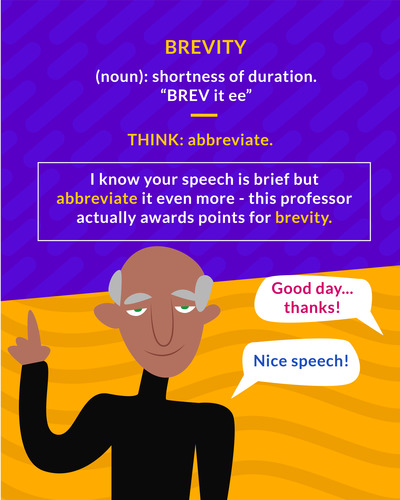 BREVITY
(noun): shortness of duration.
“BREV it ee”
THINK: abbreviate.
I know your speech is brief but
abbreviate it even more - this professor
actually awards points for brevity.
Good day...
thanks!
Nice speech!